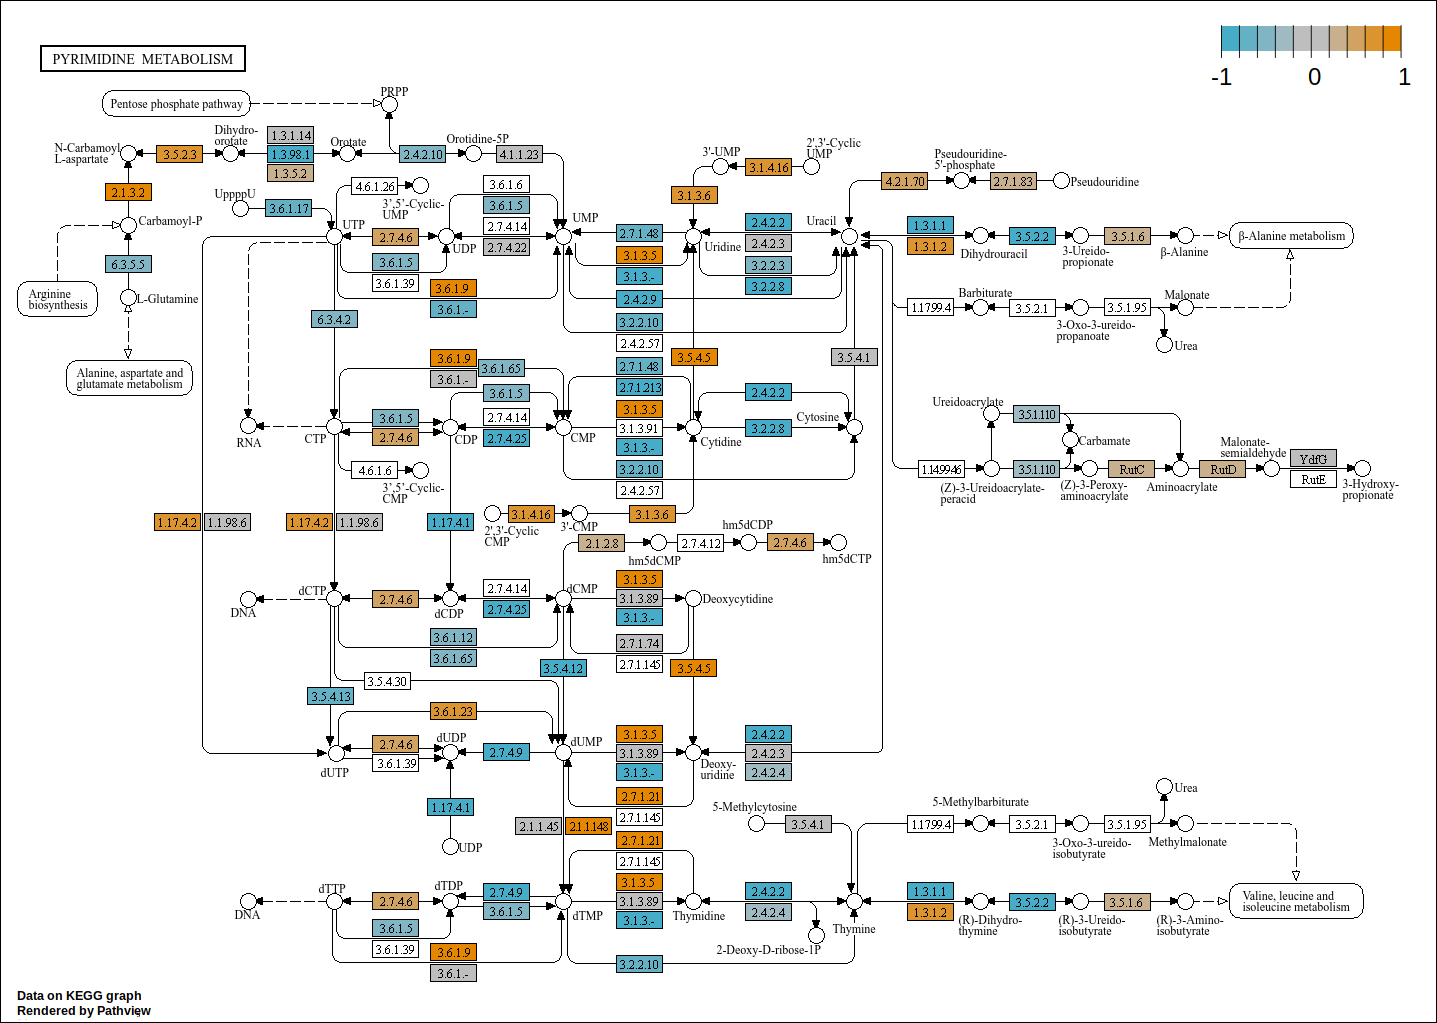 PYRIMIDINE METABOLISM
-1
0
1
Pentose phosphate pathway
PRPP
N-Carbamoyl-
L-aspartate
3.5.2.3
Dihydro-
orotate
1.3.1.14
1.3.98.1
1.3.5.2
Orotate
2.4.2.10
Orotidine-5P
4.1.1.23
2.1.3.2
UppppU
3.6.1.17
4.6.1.26
3',5'-Cyclic-
UMP
3.6.1.6
3.6.1.5
2.7.4.14
2.7.4.22
3'-UMP
3.1.4.16
2',3'-Cyclic
UMP
3.1.3.6
Pseudouridine-
5'-phosphate
4.2.1.70
2.7.1.83
Pseudouridine
Carbamoyl-P
6.3.5.5
Arginine
biosynthesis
L-Glutamine
Alanine, aspartate and
glutamate metabolism
UTP
2.7.4.6
3.6.1.5
3.6.1.39
UDP
3.6.1.9
3.6.1.-
UMP
2.7.1.48
3.1.3.5
3.1.3.-
2.4.2.9
3.2.2.10
2.4.2.57
Uridine
2.4.2.2
2.4.2.3
3.2.2.3
3.2.2.8
Uracil
1.3.1.1
1.3.1.2
Dihydrouracil
3.5.2.2
3-Ureido-
propionate
3.5.1.6
β-Alanine
β-Alanine metabolism
1.17.99.4
Barbiturate
3.5.2.1
3-Oxo-3-ureido-
propanoate
3.5.1.95
Malonate
Urea
6.3.4.2
3.6.1.9
3.6.1.-
3.6.1.65
3.6.1.5
2.7.1.48
2.7.1.213
3.1.3.5
3.1.3.91
3.1.3.-
3.2.2.10
2.4.2.57
3.5.4.5
3.5.4.1
RNA
CTP
3.6.1.5
2.7.4.6
CDP
2.7.4.14
2.7.4.25
CMP
Cytidine
2.4.2.2
3.2.2.8
Cytosine
4.6.1.6
3',5'-Cyclic-
CMP
Ureidoacrylate
3.5.1.110
Carbamate
1.14.99.46
(Z)-3-Ureidoacrylate-
peracid
3.5.1.110
(Z)-3-Peroxy-
aminoacrylate
RutC
Aminoacrylate
RutD
Malonate-
semialdehyde
YdfG
RutE
3-Hydroxy-
propionate
1.17.4.2
1.1.98.6
1.17.4.2
1.1.98.6
1.17.4.1
2',3'-Cyclic
CMP
3.1.4.16
3'-CMP
3.1.3.6
2.1.2.8
hm5dCMP
2.7.4.12
hm5dCDP
2.7.4.6
hm5dCTP
DNA
dCTP
2.7.4.6
dCDP
2.7.4.14
2.7.4.25
dCMP
3.1.3.5
3.1.3.89
3.1.3.-
2.7.1.74
2.7.1.145
Deoxycytidine
3.6.1.12
3.6.1.65
3.5.4.12
3.5.4.5
3.5.4.30
3.5.4.13
3.6.1.23
dUTP
2.7.4.6
3.6.1.39
dUDP
2.7.4.9
dUMP
3.1.3.5
3.1.3.89
3.1.3.-
2.7.1.21
2.7.1.145
Deoxy-
uridine
2.4.2.2
2.4.2.3
2.4.2.4
1.17.4.1
UDP
2.1.1.45
2.1.1.148
2.7.1.21
2.7.1.145
3.1.3.5
3.1.3.89
3.1.3.-
5-Methylcytosine
3.5.4.1
5-Methylbarbiturate
1.17.99.4
3.5.2.1
3-Oxo-3-ureido-
isobutyrate
3.5.1.95
Urea
Methylmalonate
DNA
dTTP
2.7.4.6
3.6.1.5
3.6.1.39
dTDP
2.7.4.9
3.6.1.5
3.6.1.9
3.6.1.-
dTMP
Thymidine
2.4.2.2
2.4.2.4
2-Deoxy-D-ribose-1P
3.2.2.10
Thymine
1.3.1.1
1.3.1.2
(R)-Dihydro-
thymine
3.5.2.2
(R)-3-Ureido-
isobutyrate
3.5.1.6
(R)-3-Amino-
isobutyrate
Valine, leucine and
isoleucine metabolism
Data on KEGG graph
Rendered by Pathview